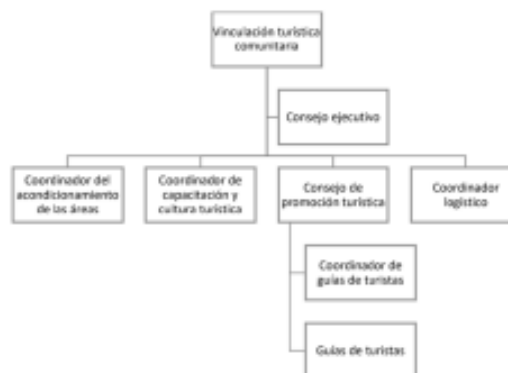 Vinculación turística
comunitaria
Consejo ejecutivo
Coordinador del
acondicionamiento
de las áreas
Coordinador de
capacitación y
cultura turística
Consejo de
promoción turística
Coordinador
logístico
Coordinador de
guías de turistas
Guías de turistas